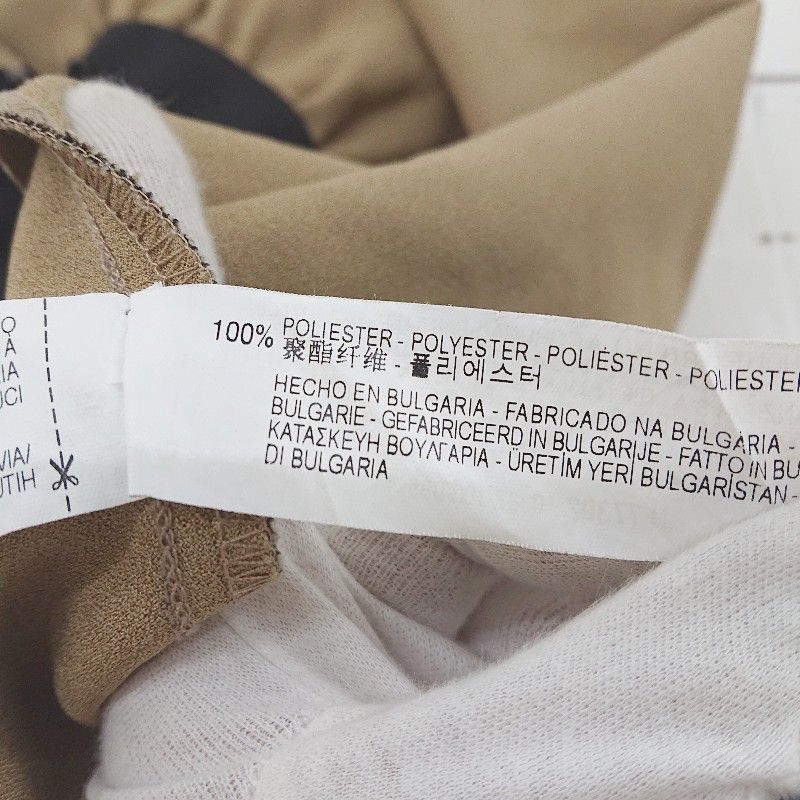 100% POLIESTER - POLYESTER - POLIÉSTER - POLIESTER
聚酯纤维 - 폴리에스터
HECHO EN BULGARIA - FABRICADO NA BULGÁRIA -
BULGARIE - GEFABRICEERD IN BULGARIJE - FATTO IN BU
ΚΑΤΑΣΚΕΥΗ ΒΟΥΛΓΑΡΙΑ - ÜRETİM YERİ BULGARİSTAN -
DI BULGARIA